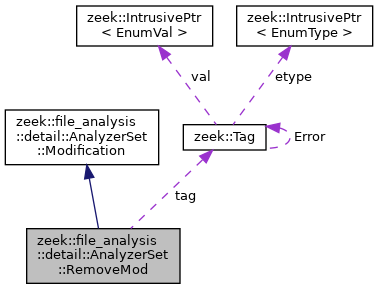 zeek::IntrusivePtr
< EnumVal >
zeek::IntrusivePtr
< EnumType >
val
etype
zeek::file_analysis
::detail::AnalyzerSet
::Modification
zeek::Tag
Error
tag
zeek::file_analysis
::detail::AnalyzerSet
::RemoveMod